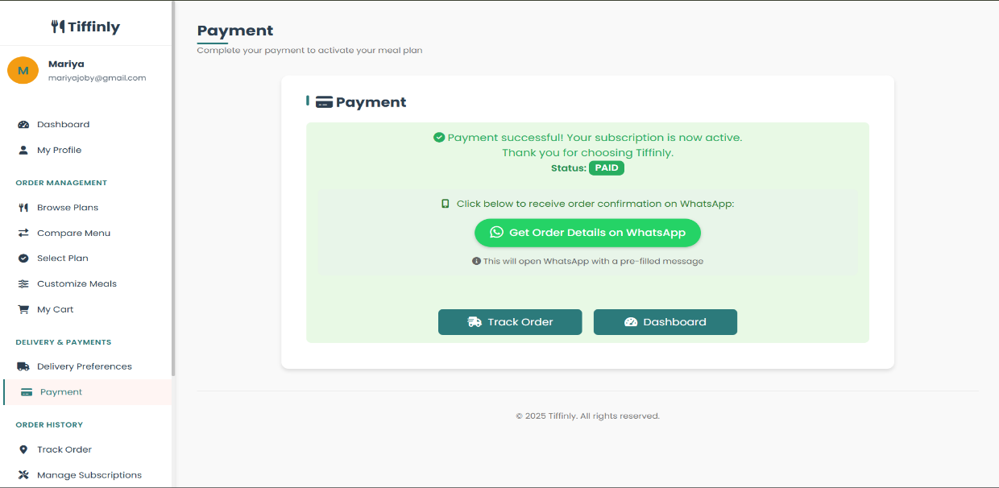 Tiffinly
M
Mariya
mariyajoby@gmail.com
Dashboard
My Profile
ORDER MANAGEMENT
Browse Plans
Compare Menu
Select Plan
Customize Meals
My Cart
DELIVERY & PAYMENTS
Delivery Preferences
Payment
ORDER HISTORY
Track Order
Manage Subscriptions
Payment
Complete your payment to activate your meal plan
Payment
Payment successful! Your subscription is now active.
Thank you for choosing Tiffinly.
Status: PAID
Click below to receive order confirmation on WhatsApp:
Get Order Details on WhatsApp
This will open WhatsApp with a pre-filled message
Track Order
Dashboard
© 2025 Tiffinly. All rights reserved.